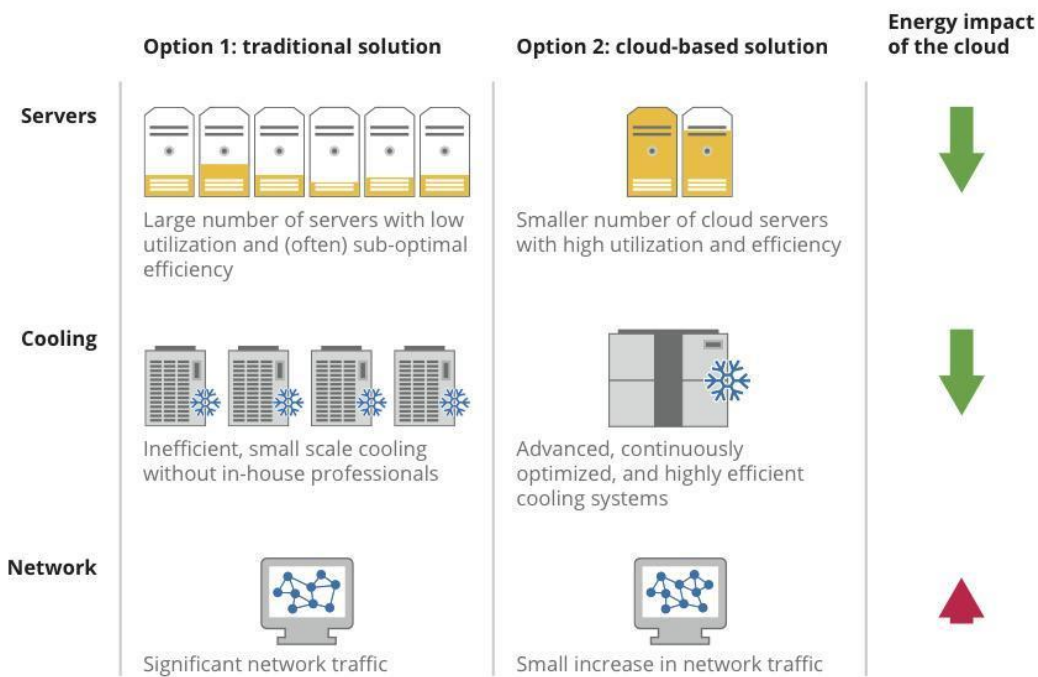 Option 1: traditional solution
Option 2: cloud-based solution
Energy impact
of the cloud
Servers
Large number of servers with low
utilization and (often) sub-optimal
efficiency
Smaller number of cloud servers
with high utilization and efficiency
Cooling
Inefficient, small scale cooling
without in-house professionals
Advanced, continuously
optimized, and highly efficient
cooling systems
Network
Significant network traffic
Small increase in network traffic